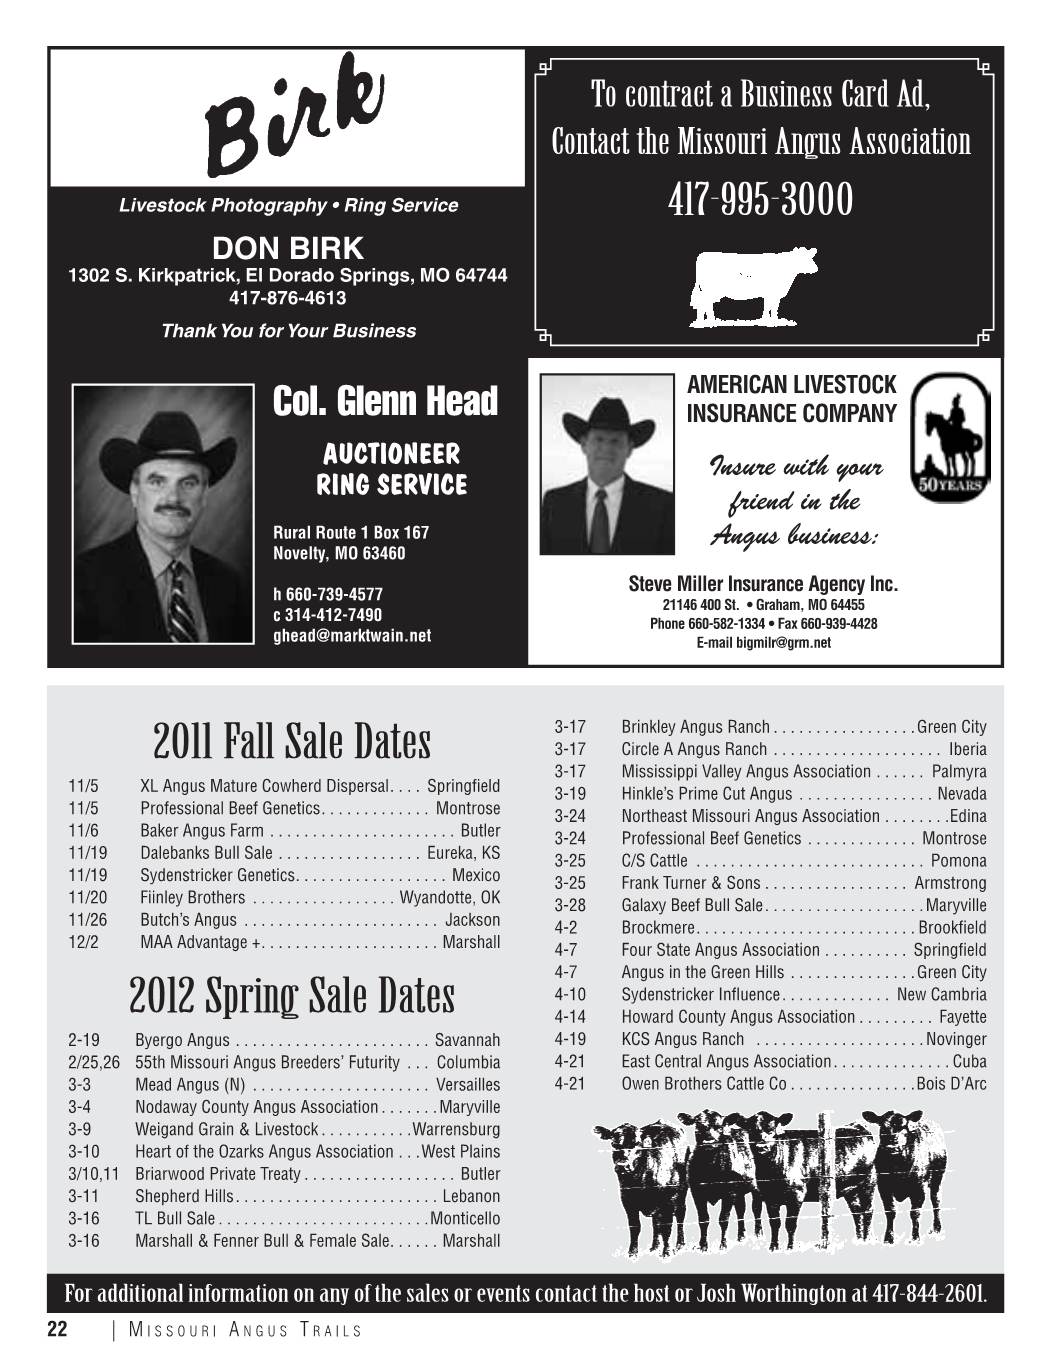 Birk
Livestock Photography • Ring Service
DON BIRK
1302 S. Kirkpatrick, El Dorado Springs, MO 64744
417-876-4613
Thank You for Your Business
To contract a Business Card Ad,
Contact the Missouri Angus Association
417-995-3000
Col. Glenn Head
AUCTIONEER
RING SERVICE
Rural Route 1 Box 167
Novelty, MO 63460
h 660-739-4577
c 314-412-7490
ghead@marktwain.net
AMERICAN LIVESTOCK
INSURANCE COMPANY
50 YEARS
Insure with your
friend in the
Angus business:
Steve Miller Insurance Agency Inc.
21146 400 St. • Graham, MO 64455
Phone 660-582-1334 • Fax 660-939-4428
E-mail bigmilr@grm.net
2011 Fall Sale Dates
11/5 XL Angus Mature Cowherd Dispersal. . . . Springfield
11/5 Professional Beef Genetics. . . . . . . . . . . . . Montrose
11/6 Baker Angus Farm . . . . . . . . . . . . . . . . . . . . . . Butler
11/19 Dalebanks Bull Sale . . . . . . . . . . . . . . . . . Eureka, KS
11/19 Sydenstricker Genetics. . . . . . . . . . . . . . . . . . Mexico
11/20 Fiinley Brothers . . . . . . . . . . . . . . . . . Wyandotte, OK
11/26 Butch's Angus . . . . . . . . . . . . . . . . . . . . . . . Jackson
12/2 MAA Advantage +. . . . . . . . . . . . . . . . . . . . . Marshall
2012 Spring Sale Dates
2-19 Byergo Angus . . . . . . . . . . . . . . . . . . . . . . . Savannah
2/25,26 55th Missouri Angus Breeders' Futurity . . . Columbia
3-3 Mead Angus (N) . . . . . . . . . . . . . . . . . . . . . Versailles
3-4 Nodaway County Angus Association . . . . . . . Maryville
3-9 Weigand Grain & Livestock . . . . . . . . . . . Warrensburg
3-10 Heart of the Ozarks Angus Association . . . West Plains
3/10,11 Briarwood Private Treaty . . . . . . . . . . . . . . . . . . Butler
3-11 Shepherd Hills . . . . . . . . . . . . . . . . . . . . . . . . Lebanon
3-16 TL Bull Sale . . . . . . . . . . . . . . . . . . . . . . . . . Monticello
3-16 Marshall & Fenner Bull & Female Sale. . . . . . Marshall
3-17 Brinkley Angus Ranch . . . . . . . . . . . . . . . . . Green City
3-17 Circle A Angus Ranch . . . . . . . . . . . . . . . . . . . . Iberia
3-17 Mississippi Valley Angus Association . . . . . . Palmyra
3-19 Hinkle's Prime Cut Angus . . . . . . . . . . . . . . . . Nevada
3-24 Northeast Missouri Angus Association . . . . . . . . Edina
3-24 Professional Beef Genetics . . . . . . . . . . . . . Montrose
3-25 C/S Cattle . . . . . . . . . . . . . . . . . . . . . . . . . . . Pomona
3-25 Frank Turner & Sons . . . . . . . . . . . . . . . . . Armstrong
3-28 Galaxy Beef Bull Sale . . . . . . . . . . . . . . . . . . . Maryville
4-2 Brockmere. . . . . . . . . . . . . . . . . . . . . . . . . . Brookfield
4-7 Four State Angus Association . . . . . . . . . . Springfield
4-7 Angus in the Green Hills . . . . . . . . . . . . . . . Green City
4-10 Sydenstricker Influence. . . . . . . . . . . . . New Cambria
4-14 Howard County Angus Association . . . . . . . . . Fayette
4-19 KCS Angus Ranch . . . . . . . . . . . . . . . . . . . . Novinger
4-21 East Central Angus Association. . . . . . . . . . . . . . Cuba
4-21 Owen Brothers Cattle Co . . . . . . . . . . . . . . . Bois D'Arc
For additional information on any of the sales or events contact the host or Josh Worthington at 417-844-2601.
22 | MISSOURI ANGUS TRAILS